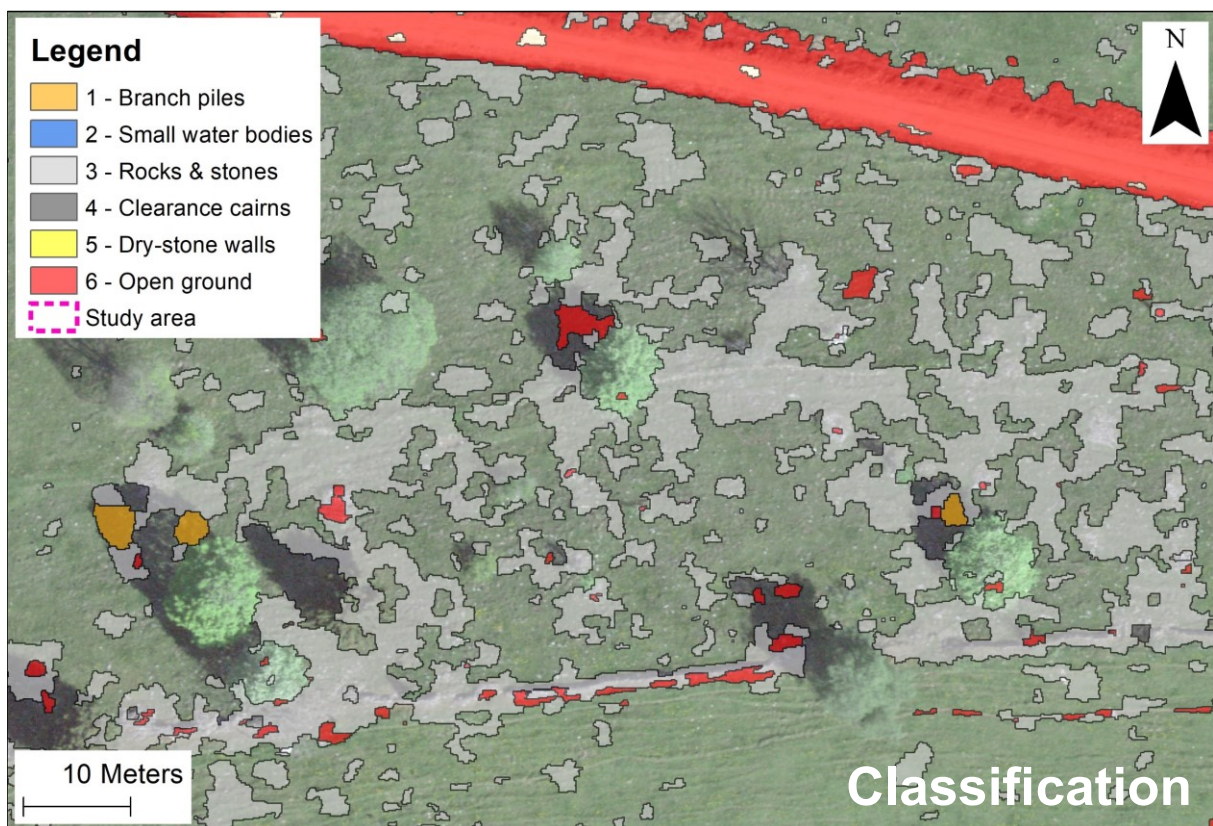 Legend
1 - Branch piles
2 - Small water bodies
3 - Rocks & stones
4 - Clearance cairns
5 - Dry-stone walls
6 - Open ground
Study area
N
10 Meters
Classification